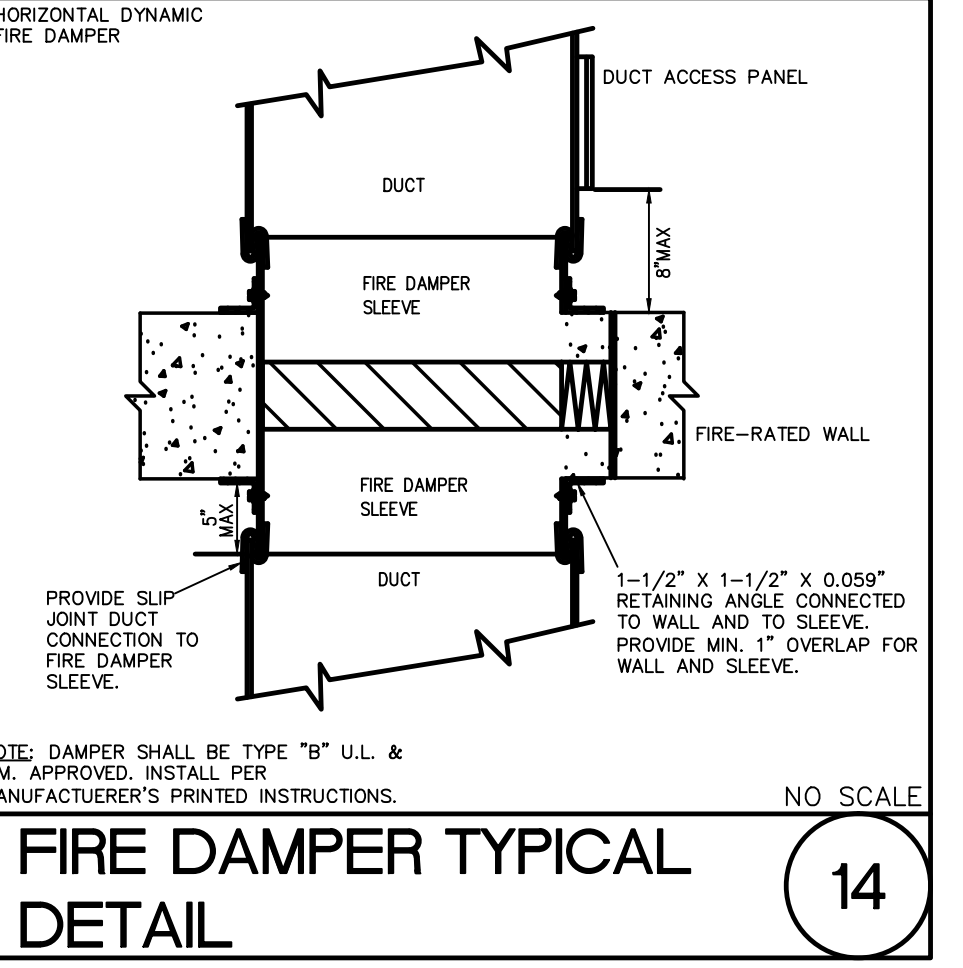 HORIZONTAL DYNAMIC
FIRE DAMPER
DUCT ACCESS PANEL
DUCT
8"MAX
FIRE DAMPER
SLEEVE
FIRE-RATED WALL
FIRE DAMPER
SLEEVE
5"
MAX
DUCT
PROVIDE SLIP
JOINT DUCT
CONNECTION TO
FIRE DAMPER
SLEEVE.
1-1/2" X 1-1/2" X 0.059"
RETAINING ANGLE CONNECTED
TO WALL AND TO SLEEVE.
PROVIDE MIN. 1" OVERLAP FOR
WALL AND SLEEVE.
OTE: DAMPER SHALL BE TYPE "B" U.L. &
M. APPROVED. INSTALL PER
ANUFACTUERER'S PRINTED INSTRUCTIONS.
NO SCALE
FIRE DAMPER TYPICAL
DETAIL
14